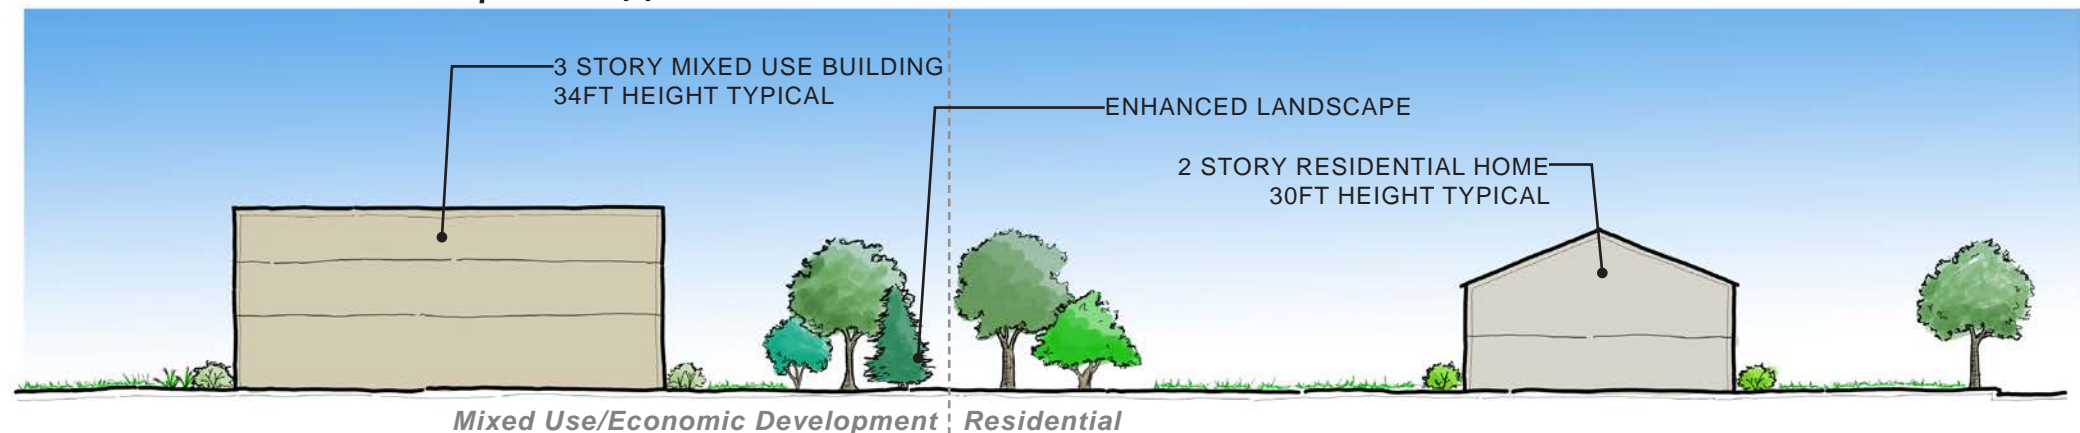 3 STORY MIXED USE BUILDING
34FT HEIGHT TYPICAL
ENHANCED LANDSCAPE
2 STORY RESIDENTIAL HOME
30FT HEIGHT TYPICAL
Mixed Use/Economic Development
Residential